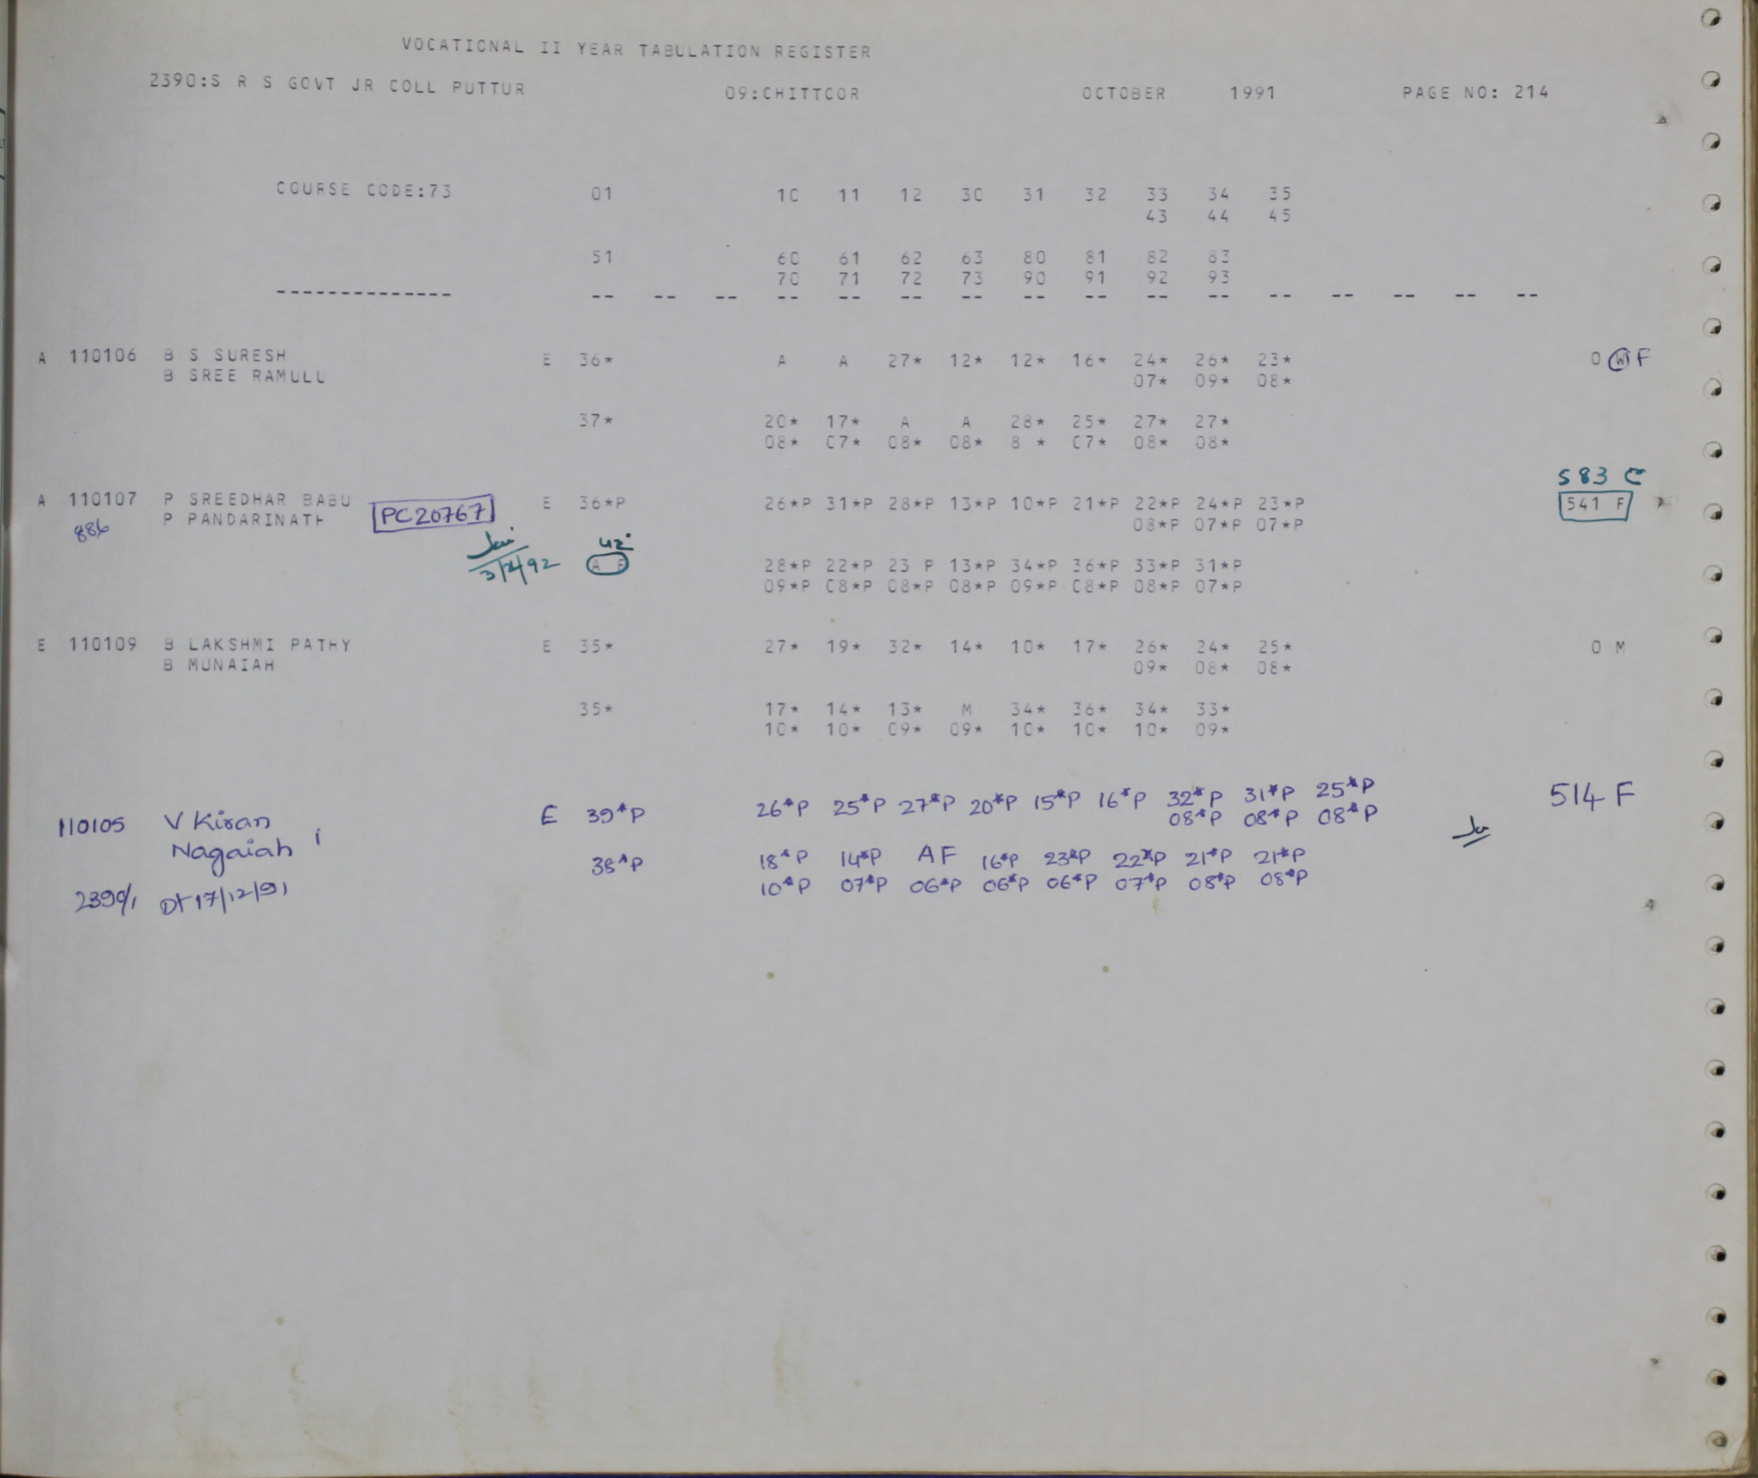 VOCATIONAL II YEAR TABULATION REGISTER
2390:S R S GOVT JR COLL PUTTUR 09:CHITTCOR OCTOBER 1991 PAGE NO: 214
COURSE CODE:73 01 10 11 12 30 31 32 33 34 35
43 44 45
51 60 61 62 63 80 81 82 83
70 71 72 73 90 91 92 93
-------------- -- -- -- -- -- -- -- -- -- -- -- -- -- -- -- --
A 110106 B S SURESH E 36* A A 27* 12* 12* 16* 24* 26* 23* 0 W F
B SREE RAMULU 07* 09* 08*
37* 20* 17* A A 28* 25* 27* 27*
08* 07* 08* 08* 8 * 07* 08* 08*
583 C
A 110107 P SREEDHAR BABU E 36*P 26*P 31*P 28*P 13*P 10*P 21*P 22*P 24*P 23*P 541 F
886 P PANDARINATH PC20767 08*P 07*P 07*P
42*
3/2/92 A F 28*P 22*P 23 P 13*P 34*P 36*P 33*P 31*P
09*P 08*P 08*P 08*P 09*P 08*P 08*P 07*P
E 110109 B LAKSHMI PATHY E 35* 27* 19* 32* 14* 10* 17* 26* 24* 25* 0 M
B MUNAIAH 09* 08* 08*
35* 17* 14* 13* M 34* 36* 34* 33*
10* 10* 09* 09* 10* 10* 10* 09*
110105 V Kiran E 39*P 26*P 25*P 27*P 20*P 15*P 16*P 32*P 31*P 25*P 514 F
08*P 08*P 08*P
Nagaiah 38*P 18*P 14*P AF 16*P 23*P 22*P 21*P 21*P
2390/1 Dt 17/12/91 10*P 07*P 06*P 06*P 06*P 07*P 08*P 08*P